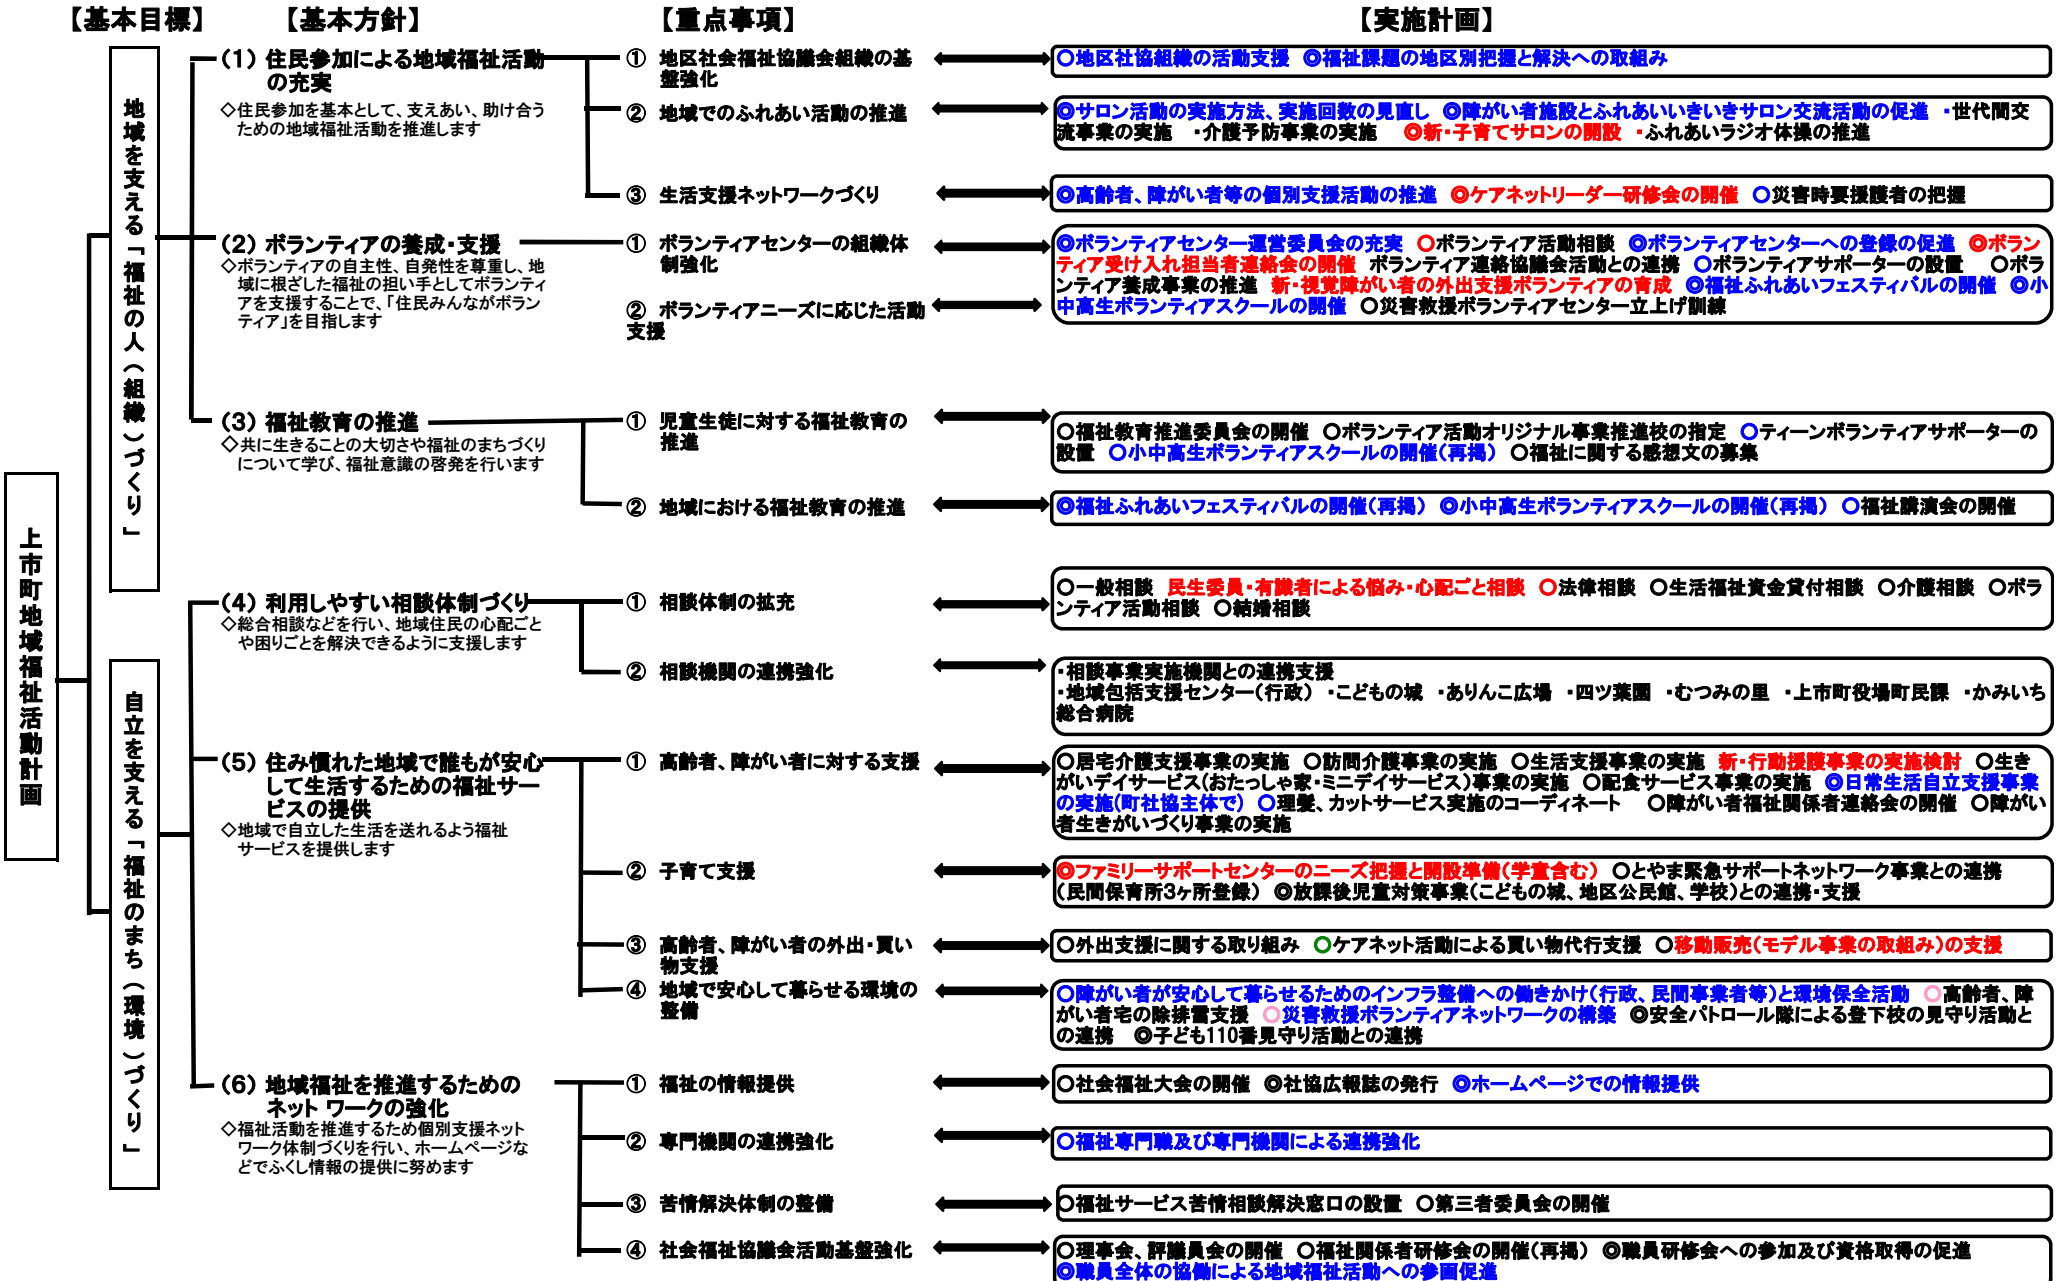 【基本目標】 【基本方針】 【重点事項】 【実施計画】
上市町地域福祉活動計画
地域を支える「福祉の人（組織）づくり」
（1） 住民参加による地域福祉活動
の充実
◇住民参加を基本として、支えあい、助け合う
ための地域福祉活動を推進します
① 地区社会福祉協議会組織の基
盤強化
○地区社協組織の活動支援 ◎福祉課題の地区別把握と解決への取組み
② 地域でのふれあい活動の推進
◎サロン活動の実施方法、実施回数の見直し ◎障がい者施設とふれあいいきいきサロン交流活動の促進 ・世代間交
流事業の実施 ・介護予防事業の実施 ◎新・子育てサロンの開設 ・ふれあいラジオ体操の推進
③ 生活支援ネットワークづくり
◎高齢者、障がい者等の個別支援活動の推進 ◎ケアネットリーダー研修会の開催 ○災害時要援護者の把握
（2） ボランティアの養成・支援
◇ボランティアの自主性、自発性を尊重し、地
域に根ざした福祉の担い手としてボランティ
アを支援することで、「住民みんながボラン
ティア」を目指します
① ボランティアセンターの組織体
制強化
② ボランティアニーズに応じた活動
支援
◎ボランティアセンター運営委員会の充実 ○ボランティア活動相談 ◎ボランティアセンターへの登録の促進 ◎ボラン
ティア受け入れ担当者連絡会の開催 ボランティア連絡協議会活動との連携 ○ボランティアサポーターの設置 ○ボラ
ンティア養成事業の推進 新・視覚障がい者の外出支援ボランティアの育成 ◎福祉ふれあいフェスティバルの開催 ◎小
中高生ボランティアスクールの開催 ○災害救援ボランティアセンター立上げ訓練
（3） 福祉教育の推進
◇共に生きることの大切さや福祉のまちづくり
について学び、福祉意識の啓発を行います
① 児童生徒に対する福祉教育の
推進
○福祉教育推進委員会の開催 ○ボランティア活動オリジナル事業推進校の指定 ○ティーンボランティアサポーターの
設置 ○小中高生ボランティアスクールの開催（再掲） ○福祉に関する感想文の募集
② 地域における福祉教育の推進
◎福祉ふれあいフェスティバルの開催（再掲） ◎小中高生ボランティアスクールの開催（再掲） ○福祉講演会の開催
自立を支える「福祉のまち（環境）づくり」
（4） 利用しやすい相談体制づくり
◇総合相談などを行い、地域住民の心配ごと
や困りごとを解決できるように支援します
① 相談体制の拡充
○一般相談 民生委員・有識者による悩み・心配ごと相談 ○法律相談 ○生活福祉資金貸付相談 ○介護相談 ○ボラ
ンティア活動相談 ○結婚相談
② 相談機関の連携強化
・相談事業実施機関との連携支援
・地域包括支援センター（行政） ・こどもの城 ・ありんこ広場 ・四ツ葉園 ・むつみの里 ・上市町役場町民課 ・かみいち
総合病院
（5） 住み慣れた地域で誰もが安心
して生活するための福祉サー
ビスの提供
◇地域で自立した生活を送れるよう福祉
サービスを提供します
① 高齢者、障がい者に対する支援
○居宅介護支援事業の実施 ○訪問介護事業の実施 ○生活支援事業の実施 新・行動援護事業の実施検討 ○生き
がいデイサービス(おたっしゃ家・ミニデイサービス）事業の実施 ○配食サービス事業の実施 ◎日常生活自立支援事業
の実施(町社協主体で) ○理髪、カットサービス実施のコーディネート ○障がい者福祉関係者連絡会の開催 ○障がい
者生きがいづくり事業の実施
② 子育て支援
◎ファミリーサポートセンターのニーズ把握と開設準備（学童含む） ○とやま緊急サポートネットワーク事業との連携
（民間保育所3ヶ所登録） ◎放課後児童対策事業（こどもの城、地区公民館、学校）との連携・支援
③ 高齢者、障がい者の外出・買い
物支援
○外出支援に関する取り組み ○ケアネット活動による買い物代行支援 ○移動販売（モデル事業の取組み）の支援
④ 地域で安心して暮らせる環境の
整備
○障がい者が安心して暮らせるためのインフラ整備への働きかけ（行政、民間事業者等）と環境保全活動 ○高齢者、障
がい者宅の除排雪支援 ○災害救援ボランティアネットワークの構築 ◎安全パトロール隊による登下校の見守り活動と
の連携 ◎子ども110番見守り活動との連携
（6） 地域福祉を推進するための
ネット ワークの強化
◇福祉活動を推進するため個別支援ネット
ワーク体制づくりを行い、ホームページな
どでふくし情報の提供に努めます
① 福祉の情報提供
○社会福祉大会の開催 ◎社協広報誌の発行 ◎ホームページでの情報提供
② 専門機関の連携強化
○福祉専門職及び専門機関による連携強化
③ 苦情解決体制の整備
○福祉サービス苦情相談解決窓口の設置 ○第三者委員会の開催
④ 社会福祉協議会活動基盤強化
○理事会、評議員会の開催 ○福祉関係者研修会の開催（再掲） ◎職員研修会への参加及び資格取得の促進
◎職員全体の協働による地域福祉活動への参画促進